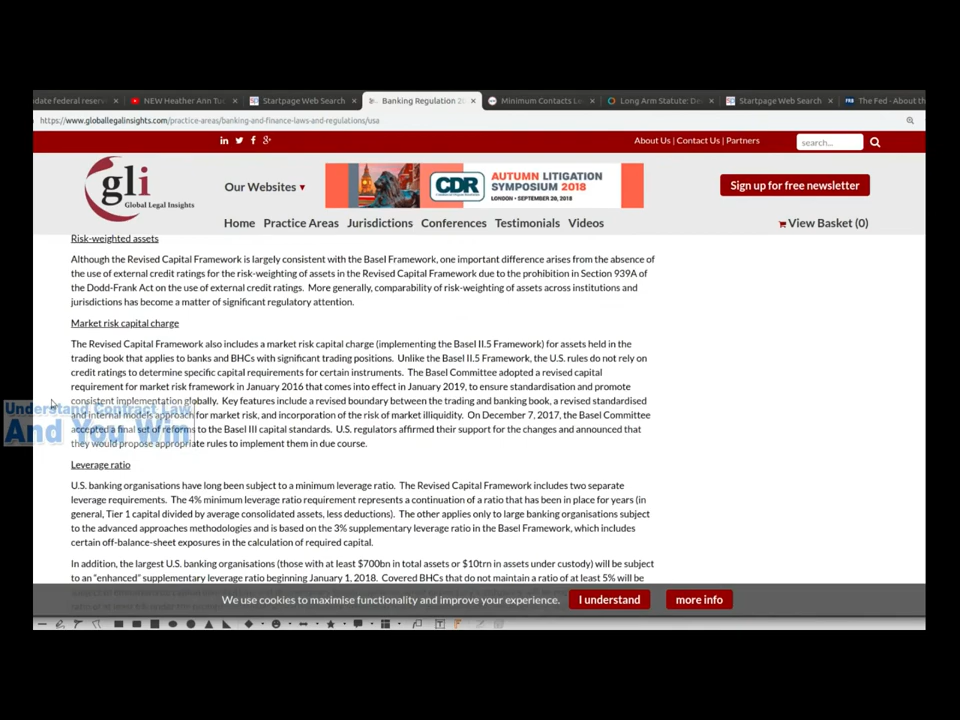 ndate federal reserv
NEW Heather Ann Tuc
Startpage Web Search
Banking Regulation 20
Minimum Contacts Le
Long Arm Statute: De
Startpage Web Search
The Fed - About th
https://www.globallegalinsights.com/practice-areas/banking-and-finance-laws-and-regulations/usa
About Us | Contact Us | Partners
search...
gli
Global Legal Insights
Our Websites
CDR
AUTUMN LITIGATION
SYMPOSIUM 2018
LONDON • SEPTEMBER 20, 2018
Sign up for free newsletter
Home Practice Areas Jurisdictions Conferences Testimonials Videos
View Basket (0)
Risk-weighted assets
Although the Revised Capital Framework is largely consistent with the Basel Framework, one important difference arises from the absence of
the use of external credit ratings for the risk-weighting of assets in the Revised Capital Framework due to the prohibition in Section 939A of
the Dodd-Frank Act on the use of external credit ratings. More generally, comparability of risk-weighting of assets across institutions and
jurisdictions has become a matter of significant regulatory attention.
Market risk capital charge
The Revised Capital Framework also includes a market risk capital charge (implementing the Basel II.5 Framework) for assets held in the
trading book that applies to banks and BHCs with significant trading positions. Unlike the Basel II.5 Framework, the U.S. rules do not rely on
credit ratings to determine specific capital requirements for certain instruments. The Basel Committee adopted a revised capital
requirement for market risk framework in January 2016 that comes into effect in January 2019, to ensure standardisation and promote
consistent implementation globally. Key features include a revised boundary between the trading and banking book, a revised standardised
and internal models approach for market risk, and incorporation of the risk of market illiquidity. On December 7, 2017, the Basel Committee
accepted a final set of reforms to the Basel III capital standards. U.S. regulators affirmed their support for the changes and announced that
they would propose appropriate rules to implement them in due course.
Understand Contract Law
And You Win
Leverage ratio
U.S. banking organisations have long been subject to a minimum leverage ratio. The Revised Capital Framework includes two separate
leverage requirements. The 4% minimum leverage ratio requirement represents a continuation of a ratio that has been in place for years (in
general, Tier 1 capital divided by average consolidated assets, less deductions). The other applies only to large banking organisations subject
to the advanced approaches methodologies and is based on the 3% supplementary leverage ratio in the Basel Framework, which includes
certain off-balance-sheet exposures in the calculation of required capital.
In addition, the largest U.S. banking organisations (those with at least $700bn in total assets or $10trn in assets under custody) will be subject
to an “enhanced” supplementary leverage ratio beginning January 1, 2018. Covered BHCs that do not maintain a ratio of at least 5% will be
We use cookies to maximise functionality and improve your experience.
I understand
more info